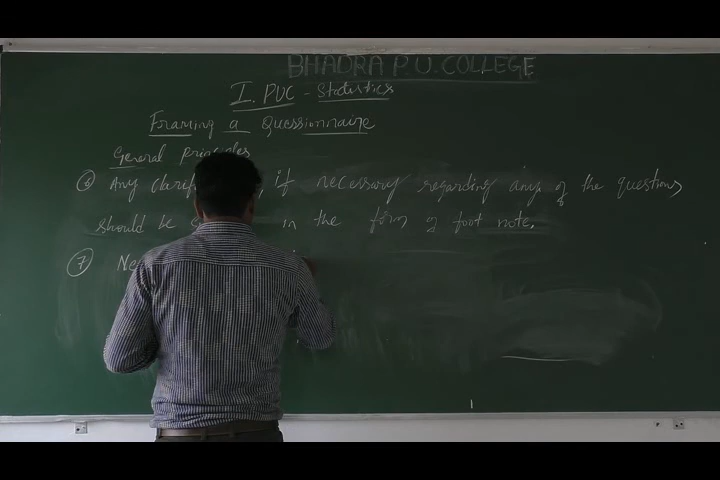 BHADRA P.U. COLLEGE
I. PUC - Statistics
Framing a Quessionnaire
General principles
6 Any clarif if necessary regarding any of the questions
should be in the form of foot note.
7 Ne